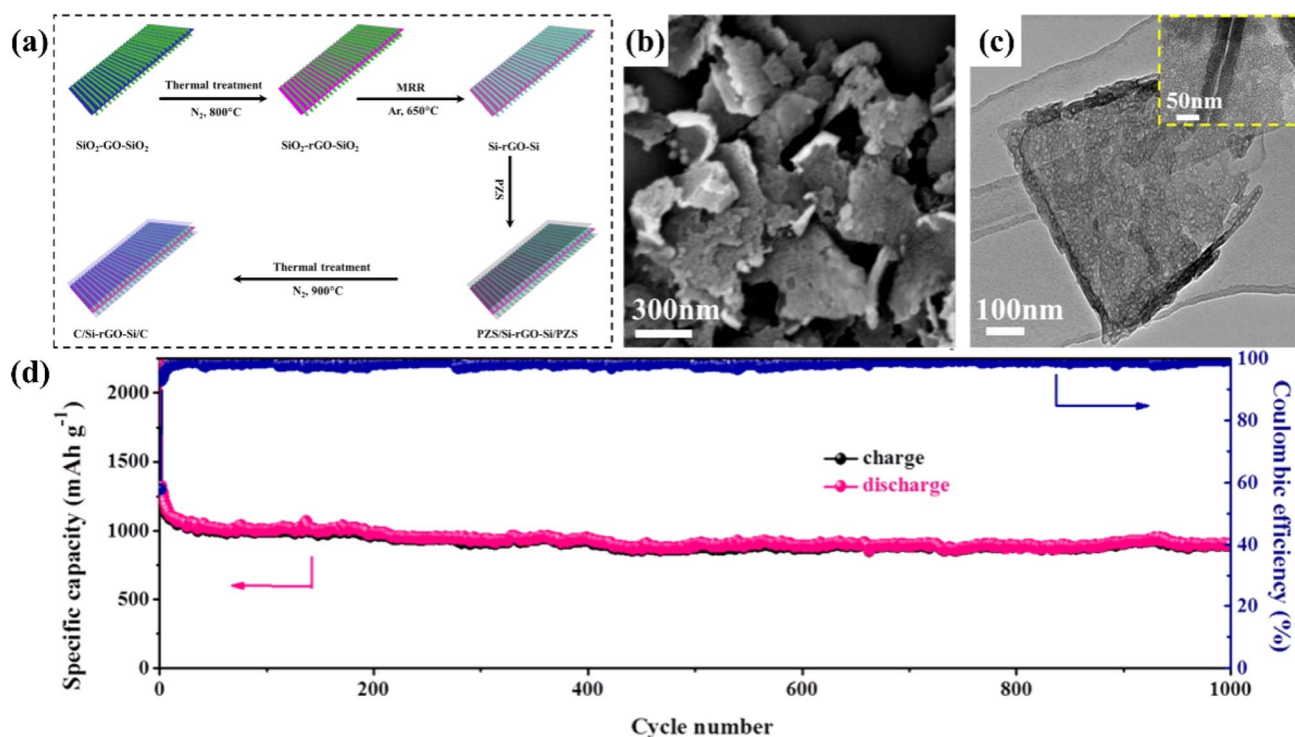 (a)
Thermal treatment
N₂, 800°C
MRR
Ar, 650°C
SiO₂-GO-SiO₂
SiO₂-rGO-SiO₂
Si-rGO-Si
PZS
Thermal treatment
N₂, 900°C
C/Si-rGO-Si/C
PZS/Si-rGO-Si/PZS
(b)
300nm
(c)
50nm
100nm
(d)
Specific capacity (mAh g⁻¹)
2000
1500
1000
500
0
charge
discharge
100
80
60
40
20
0
Coulombic efficiency (%)
0
200
400
600
800
1000
Cycle number